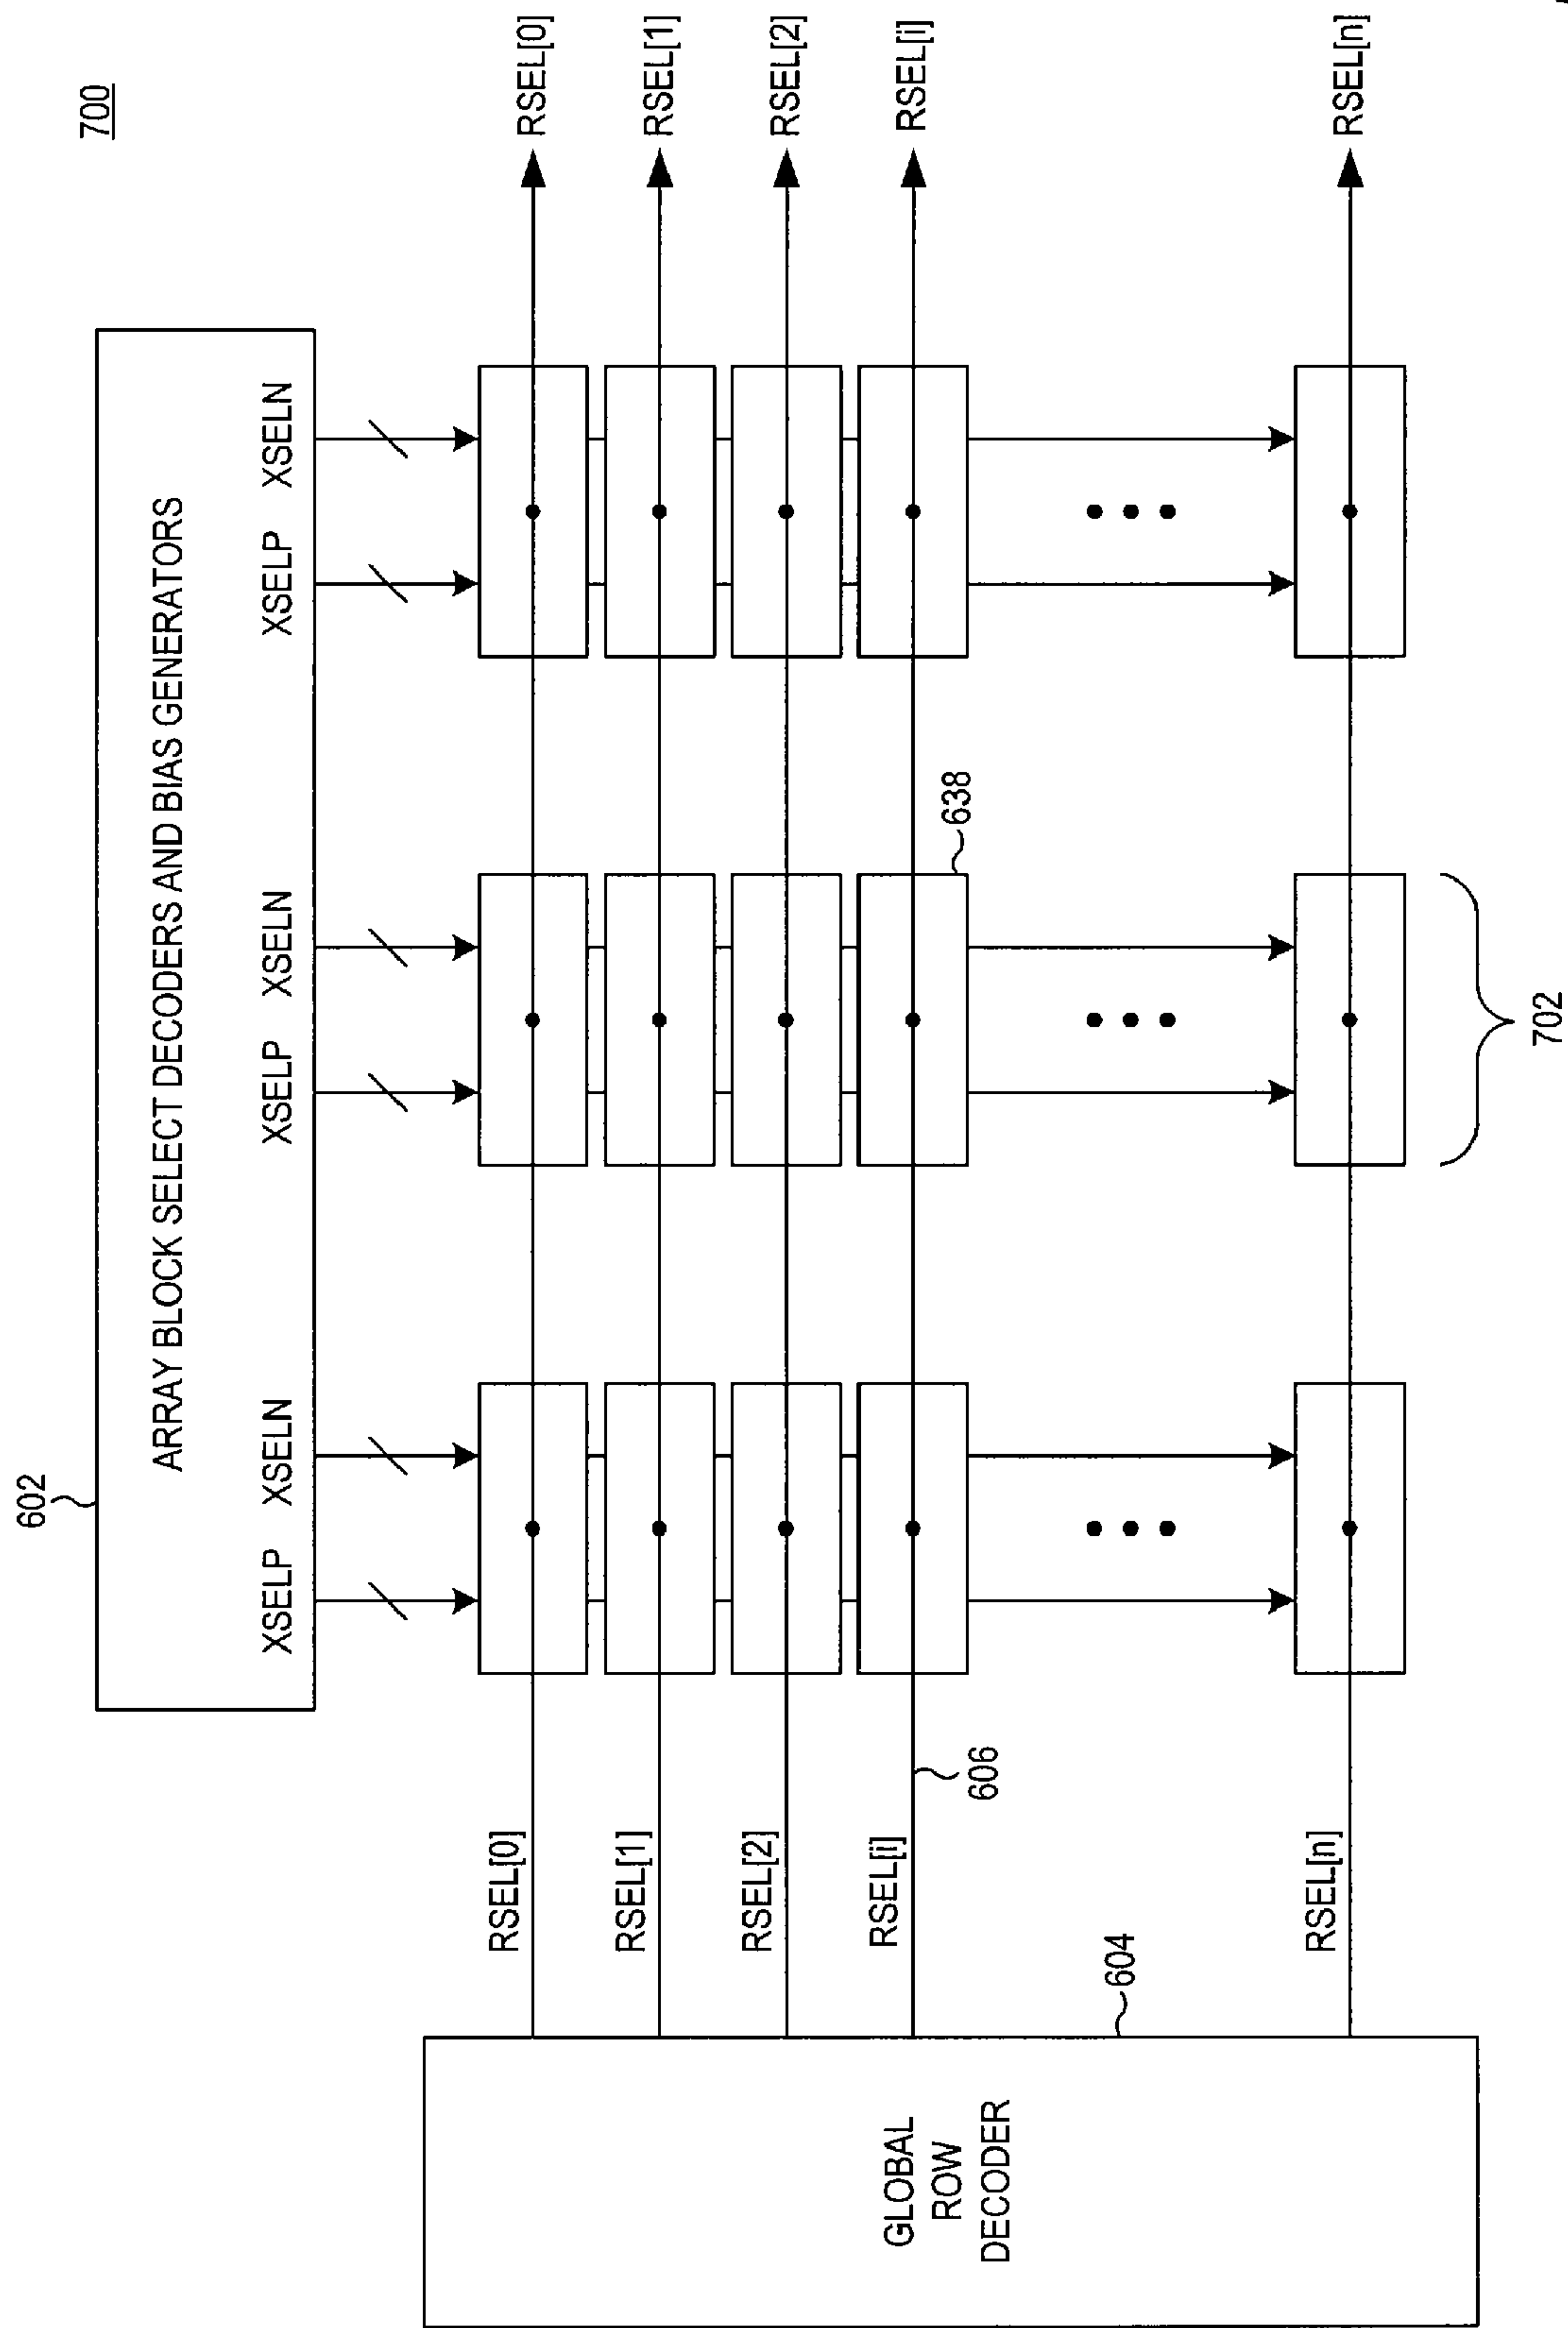 700
602
ARRAY BLOCK SELECT DECODERS AND BIAS GENERATORS
XSELP XSELN XSELP XSELN XSELP XSELN
RSEL[0] RSEL[0]
RSEL[1] RSEL[1]
RSEL[2] RSEL[2]
RSEL[i] RSEL[i]
606 638
604
GLOBAL
ROW
DECODER
RSEL[n] RSEL[n]
702